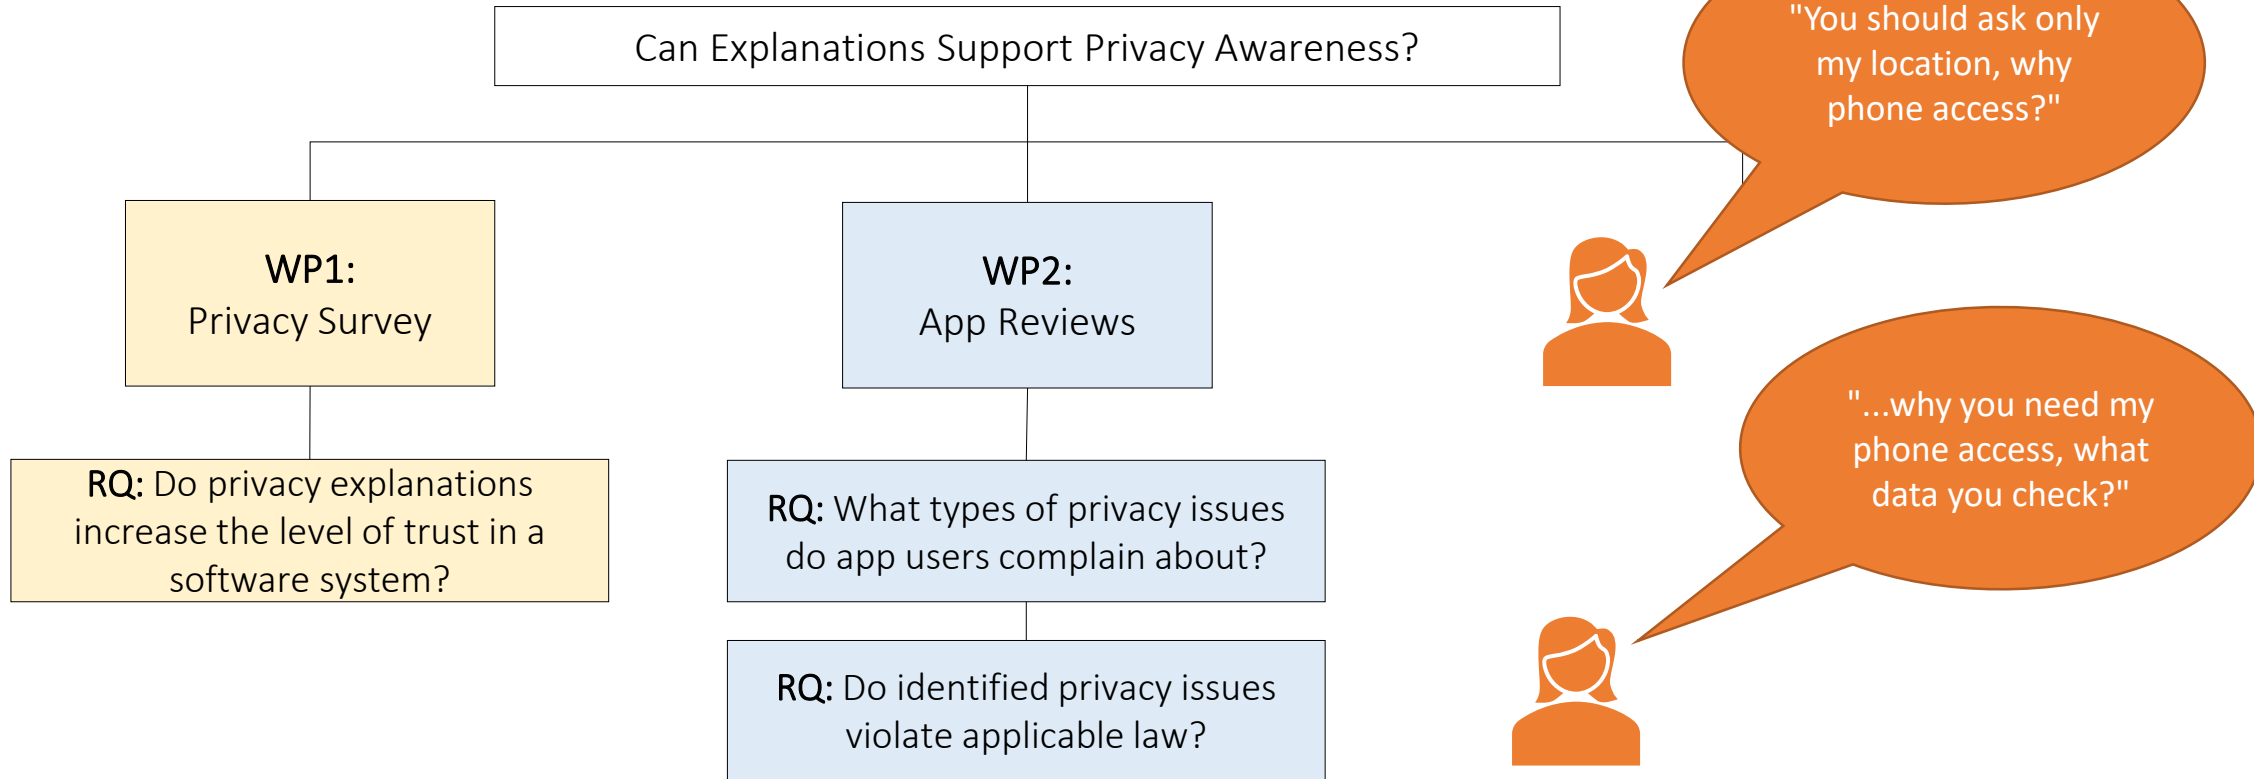 Can Explanations Support Privacy Awareness?
"You should ask only
my location, why
phone access?"
WP1:
Privacy Survey
WP2:
App Reviews
RQ: Do privacy explanations
increase the level of trust in a
software system?
RQ: What types of privacy issues
do app users complain about?
RQ: Do identified privacy issues
violate applicable law?
"...why you need my
phone access, what
data you check?"